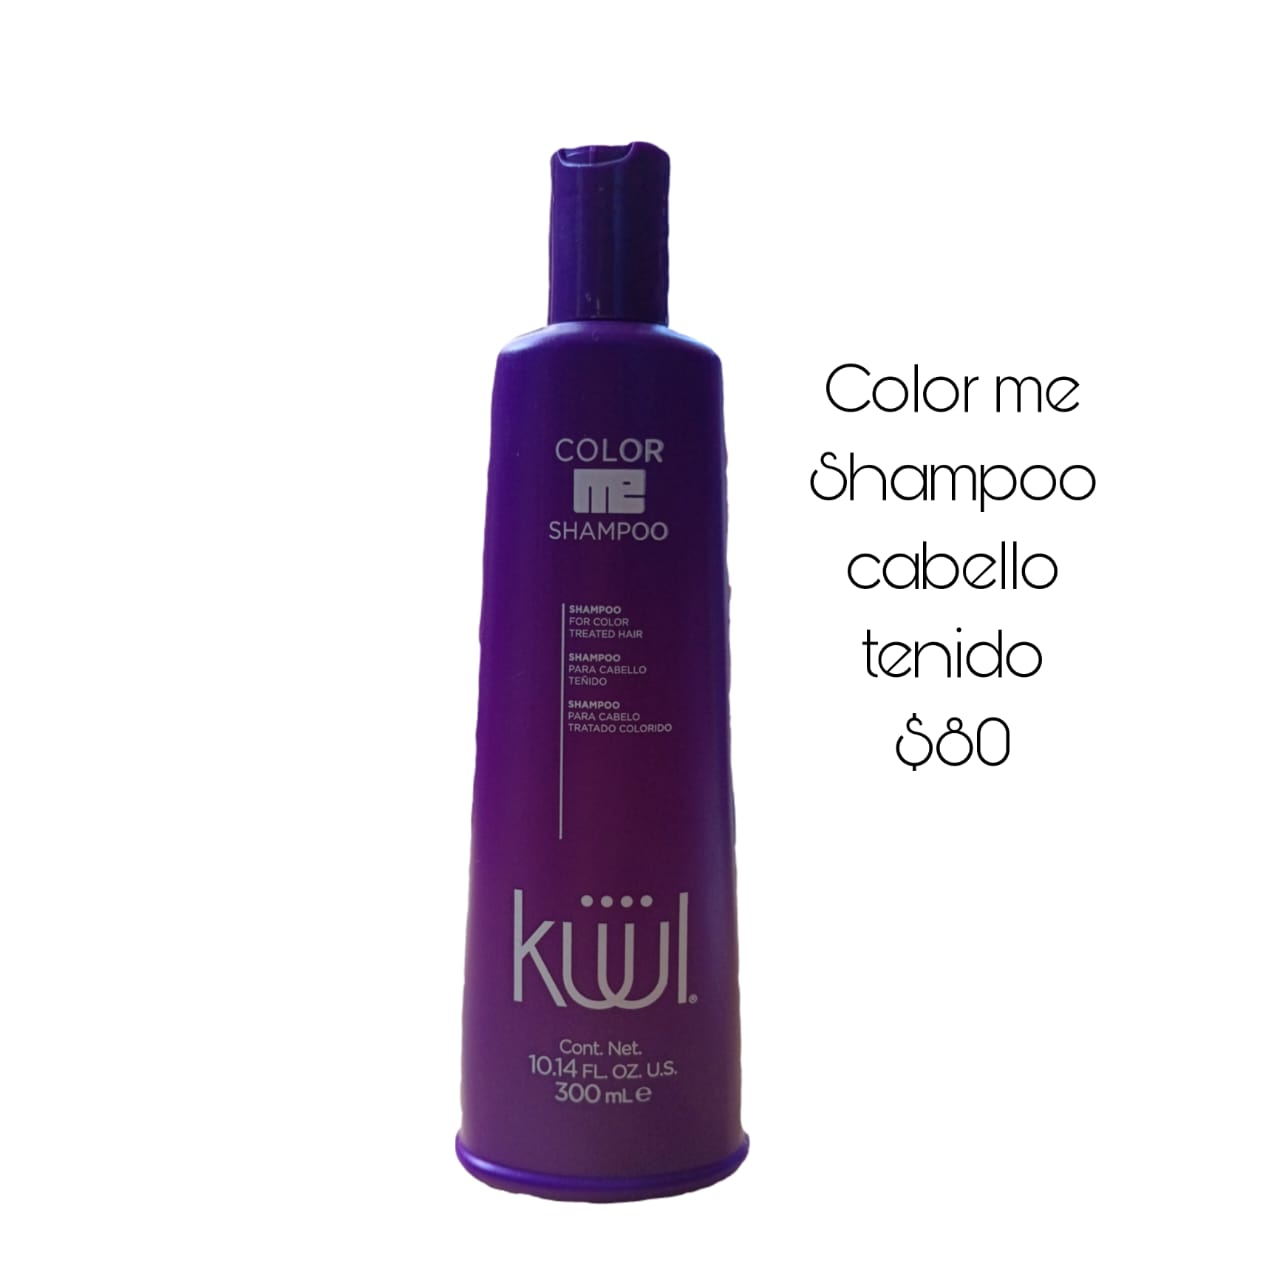 COLOR
me
SHAMPOO
SHAMPOO
FOR COLOR
TREATED HAIR
SHAMPOO
PARA CABELLO
TEÑIDO
SHAMPOO
PARA CABELO
TRATADO COLORIDO
küül®
Cont. Net.
10.14 FL. OZ. U.S.
300 mL e
Color me
Shampoo
cabello
tenido
$80